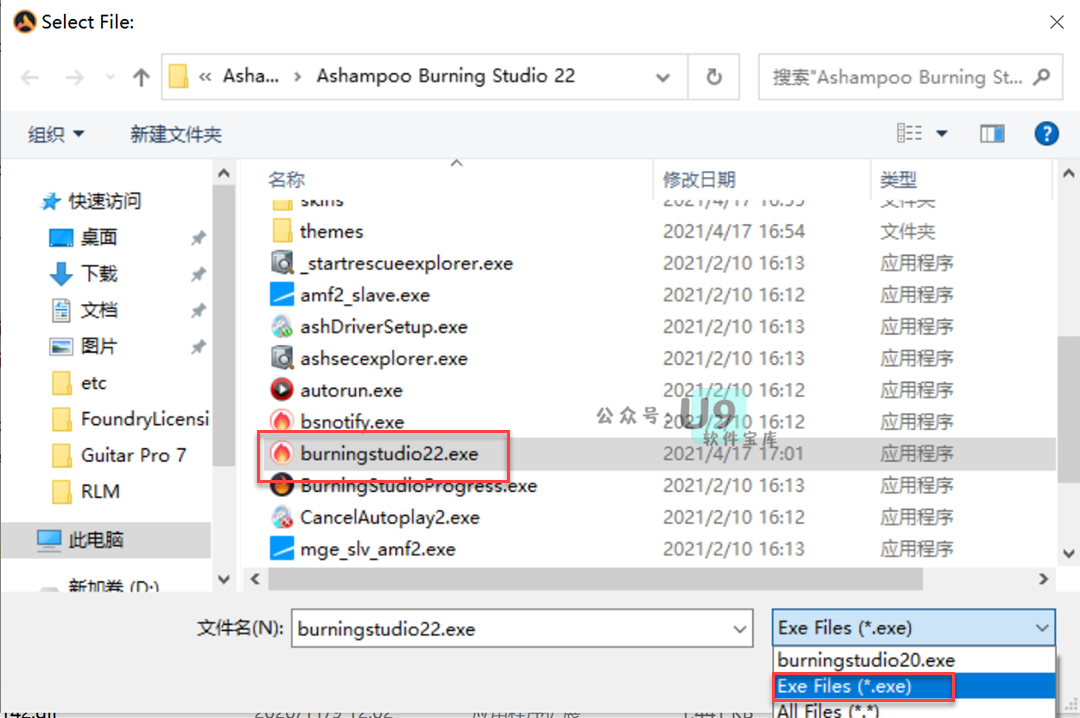 Select File:
« Asha... › Ashampoo Burning Studio 22
搜索"Ashampoo Burning St...
组织 新建文件夹
名称 修改日期 类型
快速访问
桌面
下载
文档
图片
etc
FoundryLicensi
Guitar Pro 7
RLM
此电脑
新加卷 (D:)
skins 2021/4/17 16:55 文件夹
themes 2021/4/17 16:54 文件夹
_startrescueexplorer.exe 2021/2/10 16:13 应用程序
amf2_slave.exe 2021/2/10 16:12 应用程序
ashDriverSetup.exe 2021/2/10 16:13 应用程序
ashsecexplorer.exe 2021/2/10 16:13 应用程序
autorun.exe 2021/2/10 16:12 应用程序
bsnotify.exe 2021/2/10 16:12 应用程序
burningstudio22.exe 2021/4/17 17:01 应用程序
BurningStudioProgress.exe 2021/2/10 16:13 应用程序
CancelAutoplay2.exe 2021/2/10 16:12 应用程序
mge_slv_amf2.exe 2021/2/10 16:13 应用程序
公众号: U9
软件宝库
文件名(N): burningstudio22.exe Exe Files (*.exe)
burningstudio20.exe
Exe Files (*.exe)
All Files (*.*)